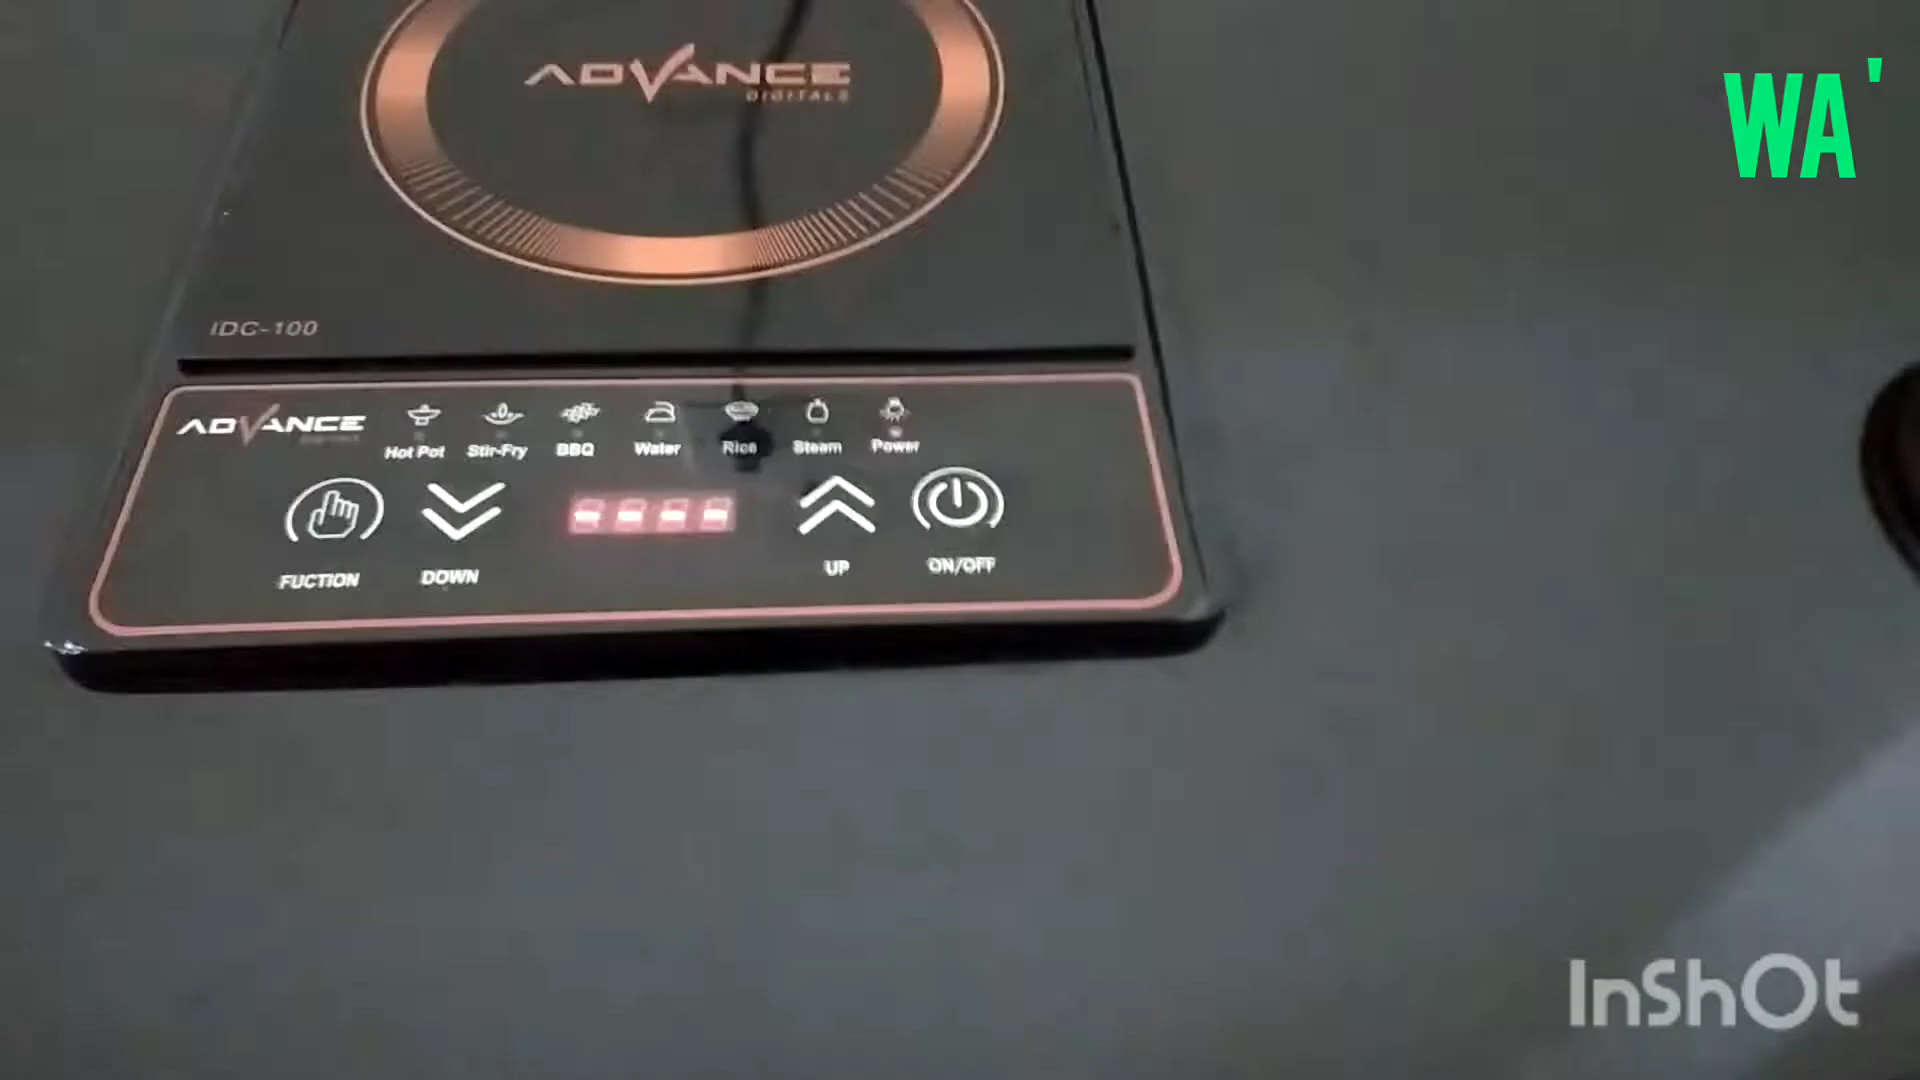 ADVANCE
DIGITALS
WA'
IDC-100
ADVANCE
Hot Pot Stir-Fry BBQ Water Rice Steam Power
----
FUCTION DOWN UP ON/OFF
InShOt